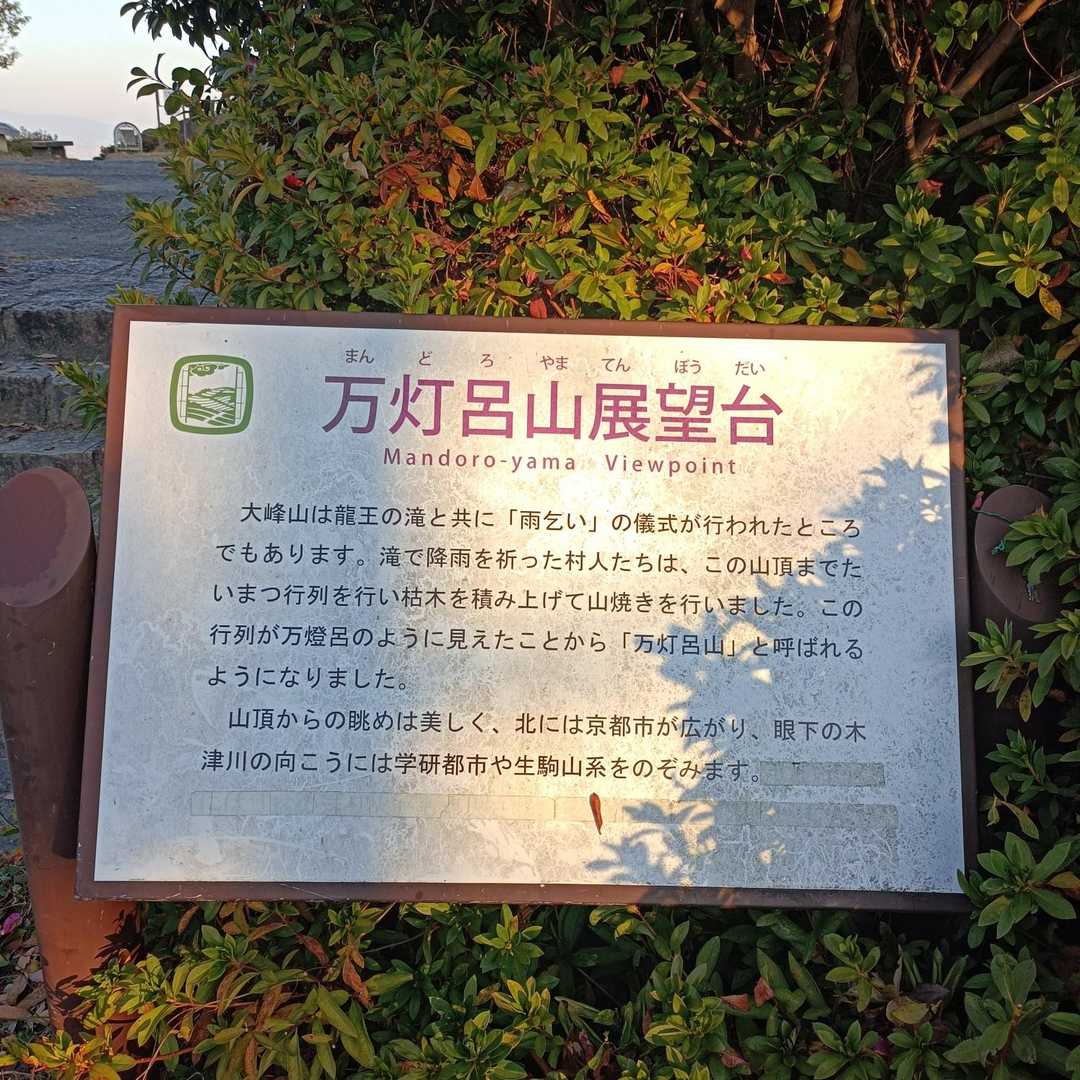 まん ど ろ やま てん ぼう だい
万灯呂山展望台
Mandoro-yama Viewpoint
大峰山は龍王の滝と共に「雨乞い」の儀式が行われたところ
でもあります。滝で降雨を祈った村人たちは、この山頂までた
いまつ行列を行い枯木を積み上げて山焼きを行いました。この
行列が万燈呂のように見えたことから「万灯呂山」と呼ばれる
ようになりました。
山頂からの眺めは美しく、北には京都市が広がり、眼下の木
津川の向こうには学研都市や生駒山系をのぞみます。